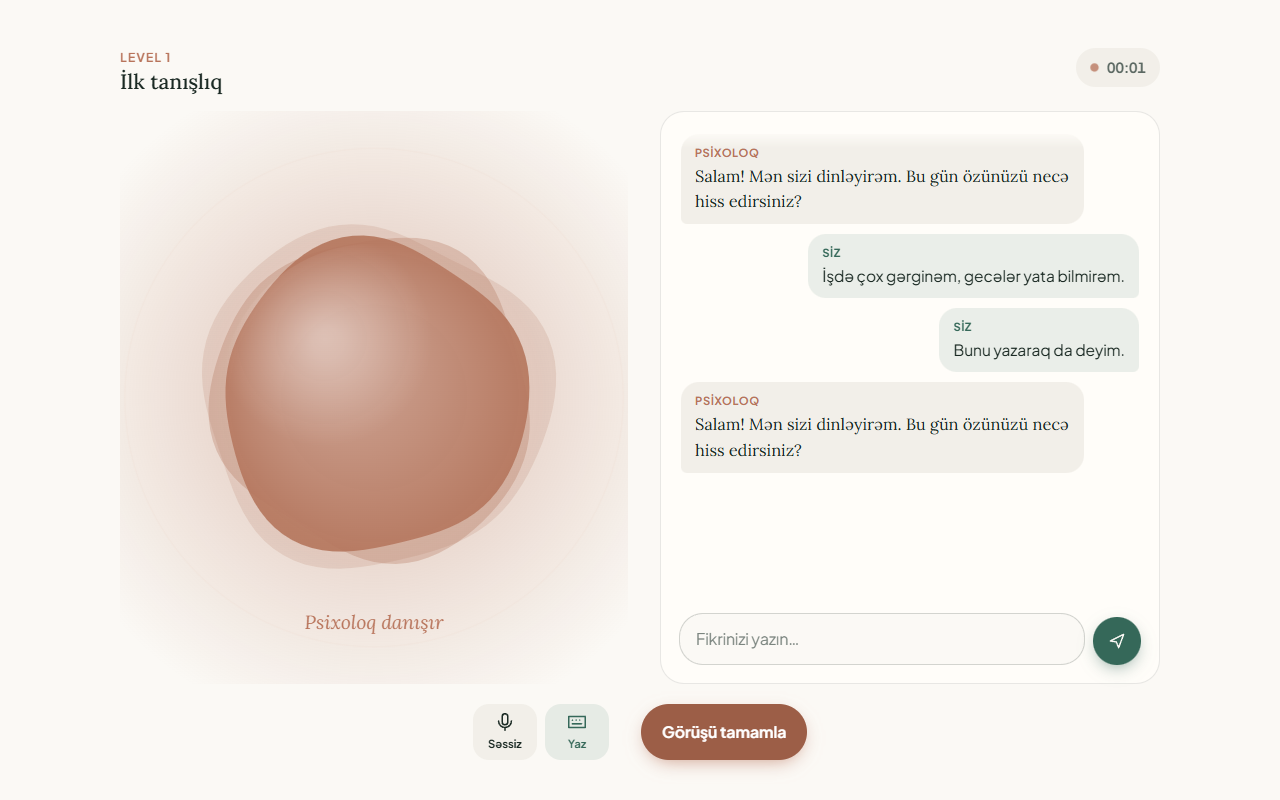 LEVEL 1
İlk tanışlıq
00:01
PSİXOLOQ
Salam! Mən sizi dinləyirəm. Bu gün özünüzü necə
hiss edirsiniz?
SİZ
İşdə çox gərginəm, gecələr yata bilmirəm.
SİZ
Bunu yazaraq da deyim.
PSİXOLOQ
Salam! Mən sizi dinləyirəm. Bu gün özünüzü necə
hiss edirsiniz?
Psixoloq danışır
Fikrinizi yazın...
Səssiz
Yaz
Görüşü tamamla